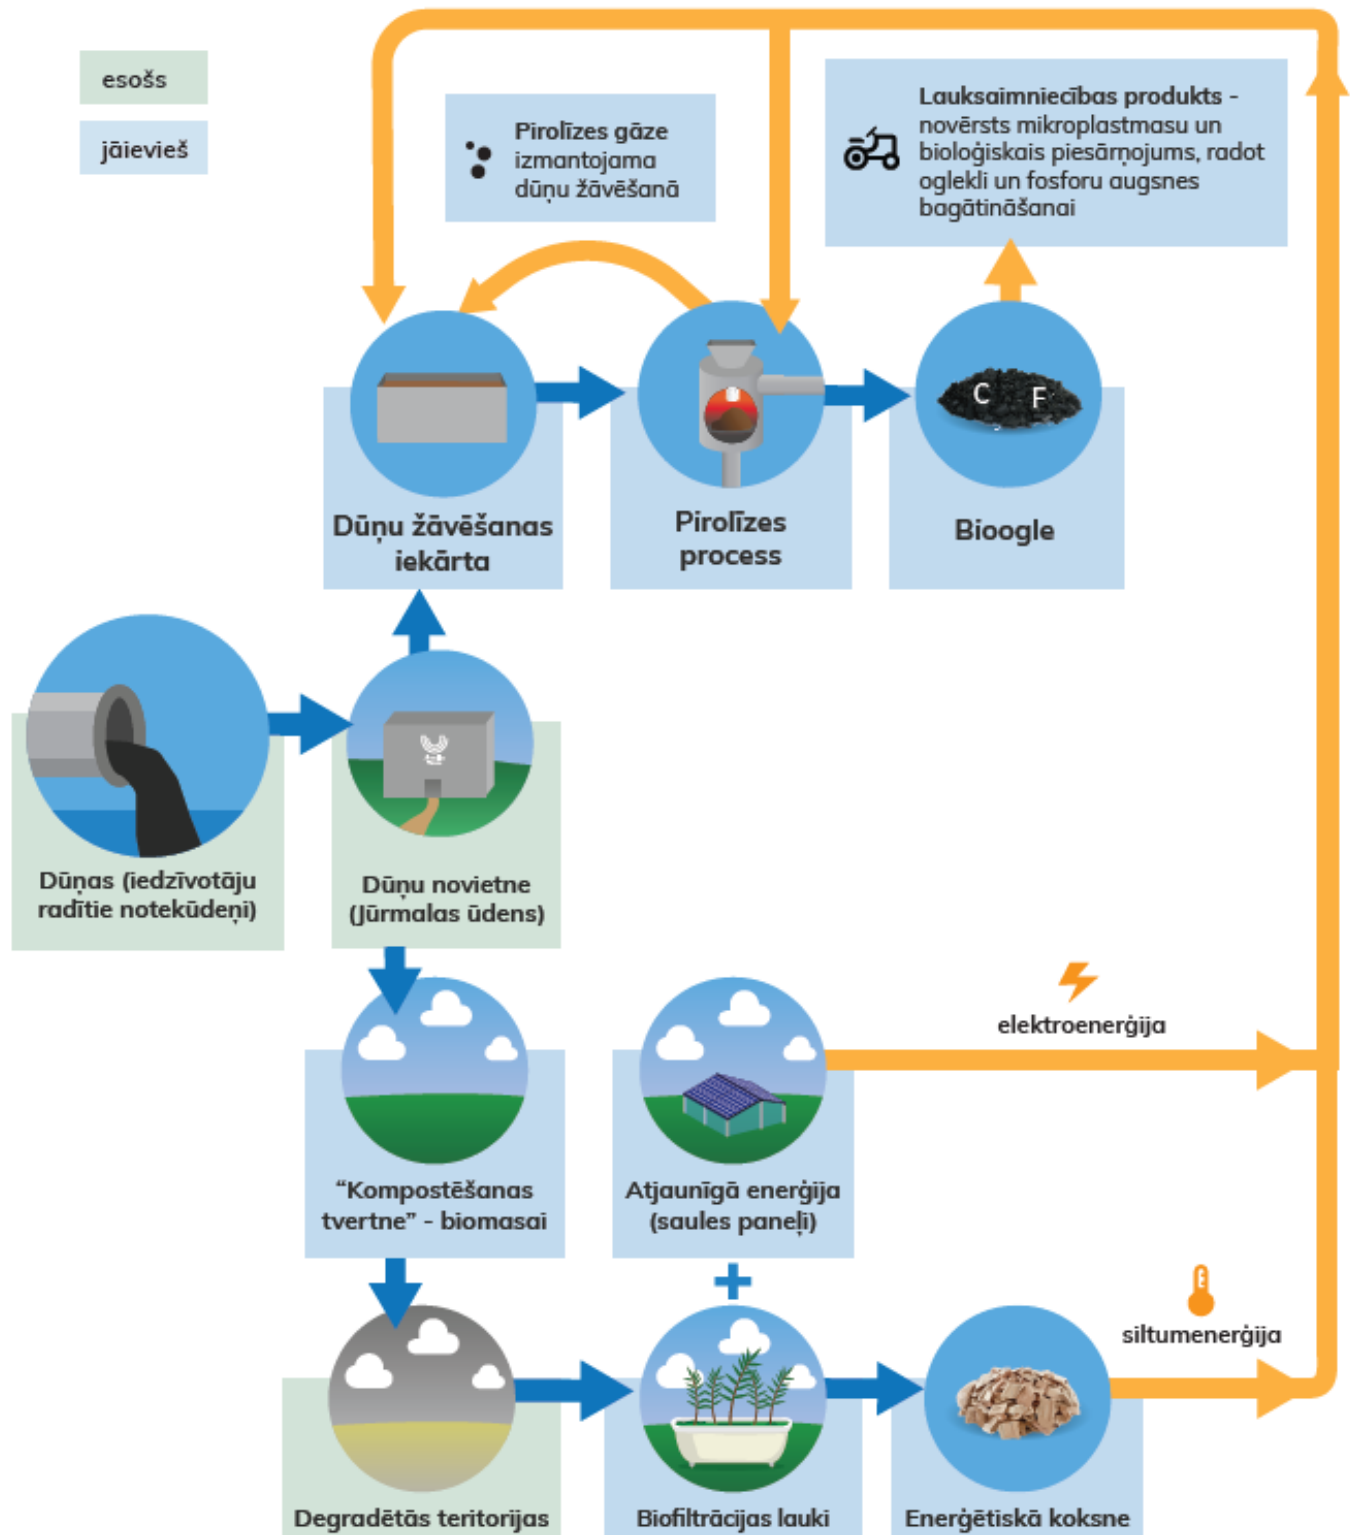 esošs
jāievieš
Pirolīzes gāze
izmantojama
dūņu žāvēšanā
Lauksaimniecības produkts -
novērsts mikroplastmasu un
bioloģiskais piesārņojums, radot
oglekli un fosforu augsnes
bagātināšanai
C F
Dūņu žāvēšanas
iekārta
Pirolīzes
process
Bioogle
Dūņas (iedzīvotāju
radītie notekūdeņi)
Dūņu novietne
(Jūrmalas ūdens)
elektroenerģija
“Kompostēšanas
tvertne” - biomasai
Atjaunīgā enerģija
(saules paneļi)
+
siltumenerģija
Degradētās teritorijas
Biofiltrācijas lauki
Enerģētiskā koksne